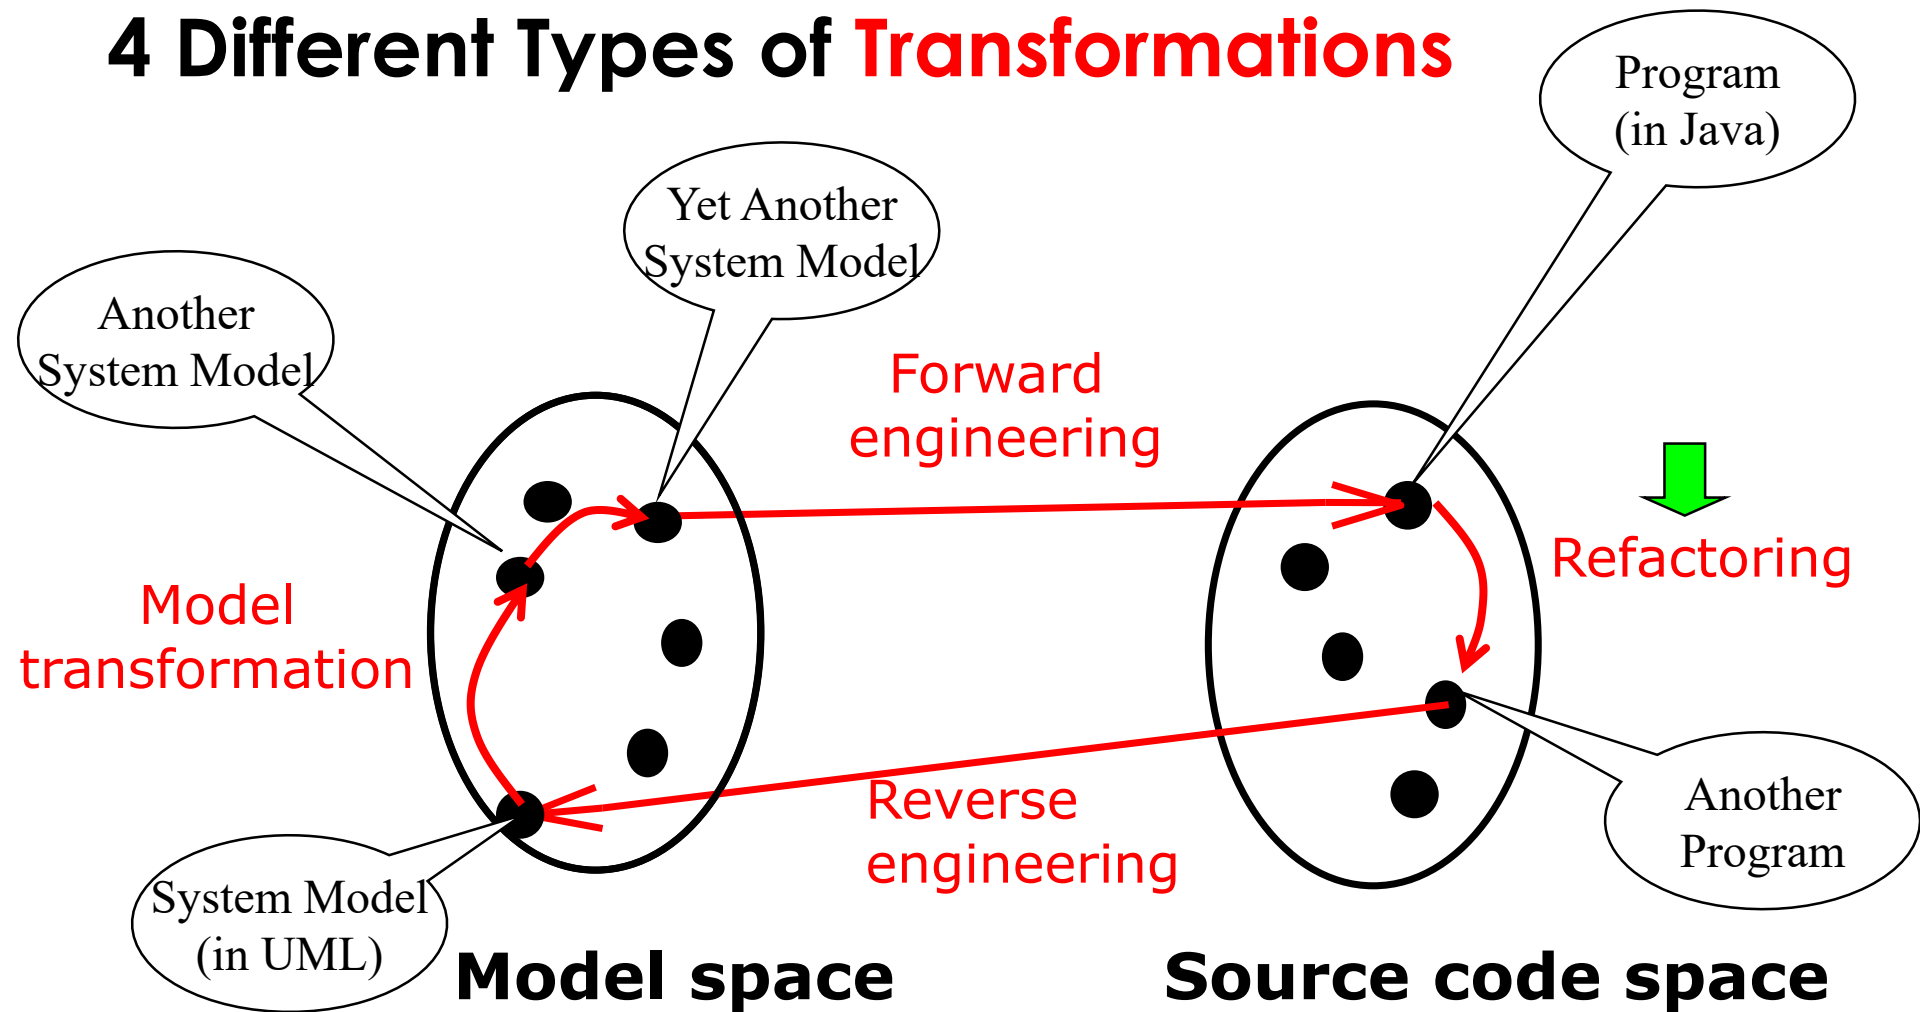 4 Different Types of Transformations
Program
(in Java)
Yet Another
System Model
Another
System Model
Forward
engineering
Refactoring
Model
transformation
Reverse
engineering
Another
Program
System Model
(in UML)
Model space
Source code space